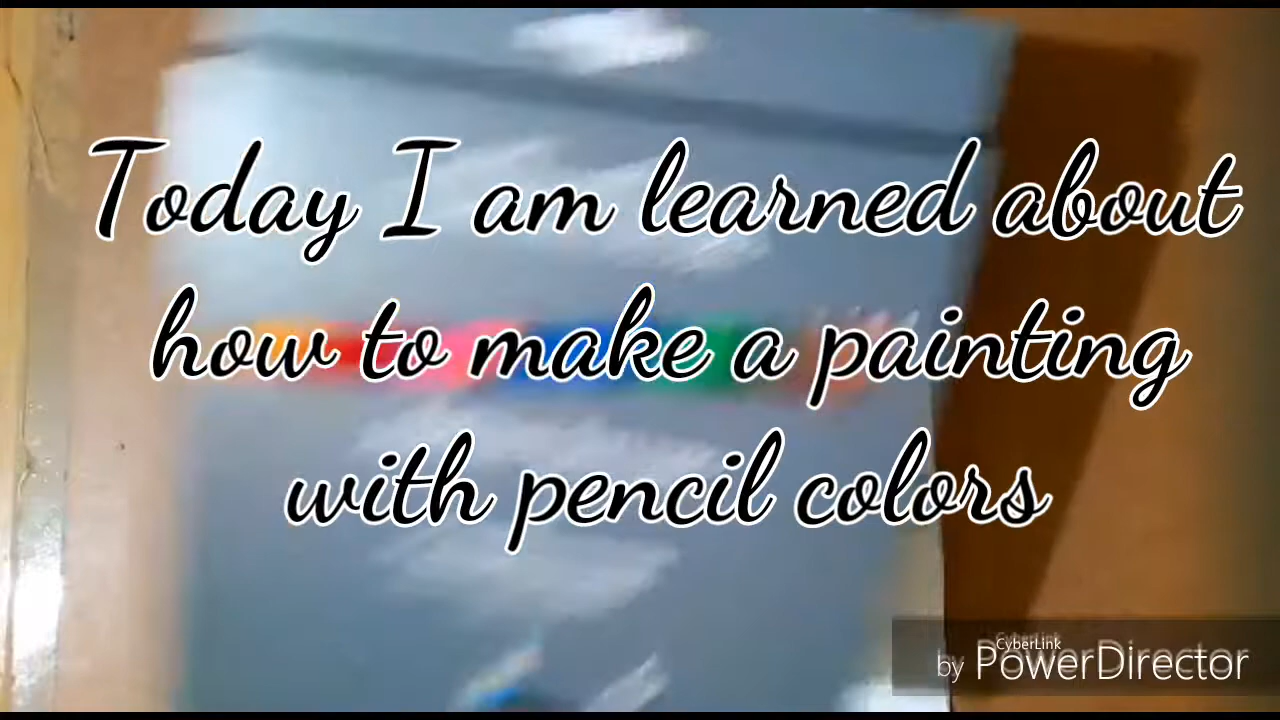 Today I am learned about
how to make a painting
with pencil colors
CyberLink
by PowerDirector